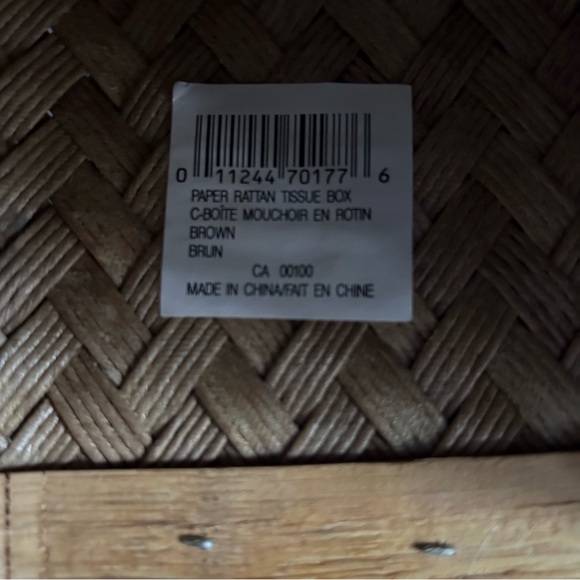 0 11244 70177 6
PAPER RATTAN TISSUE BOX
C-BOÎTE MOUCHOIR EN ROTIN
BROWN
BRUN
CA 00100
MADE IN CHINA/FAIT EN CHINE